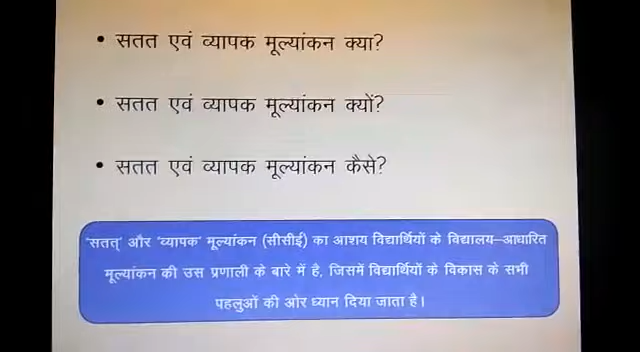 • सतत एवं व्यापक मूल्यांकन क्या?
• सतत एवं व्यापक मूल्यांकन क्यों?
• सतत एवं व्यापक मूल्यांकन कैसे?
'सतत्' और 'व्यापक' मूल्यांकन (सीसीई) का आशय विद्यार्थियों के विद्यालय–आधारित
मूल्यांकन की उस प्रणाली के बारे में है, जिसमें विद्यार्थियों के विकास के सभी
पहलुओं की ओर ध्यान दिया जाता है।